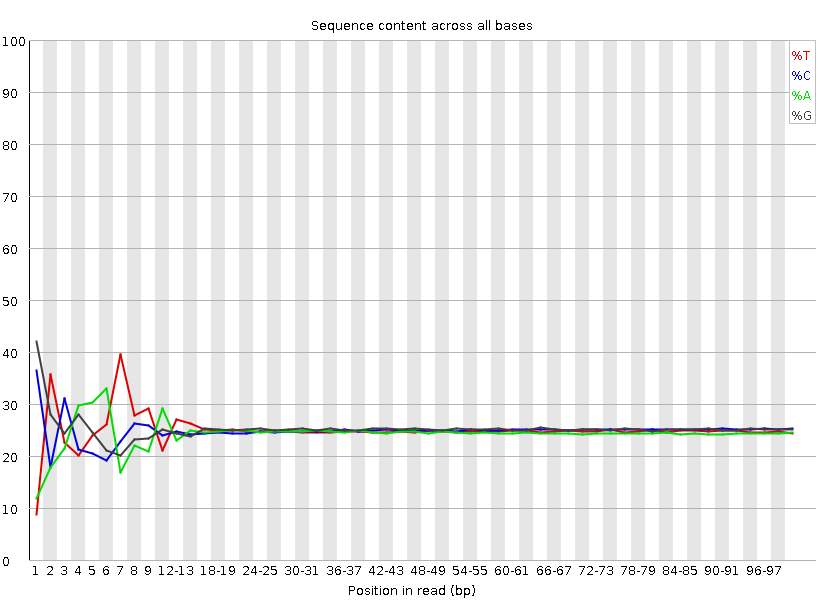 Sequence content across all bases
100
90
80
70
60
50
40
30
20
10
0
%T
%C
%A
%G
1 2 3 4 5 6 7 8 9 12-13 18-19 24-25 30-31 36-37 42-43 48-49 54-55 60-61 66-67 72-73 78-79 84-85 90-91 96-97
Position in read (bp)